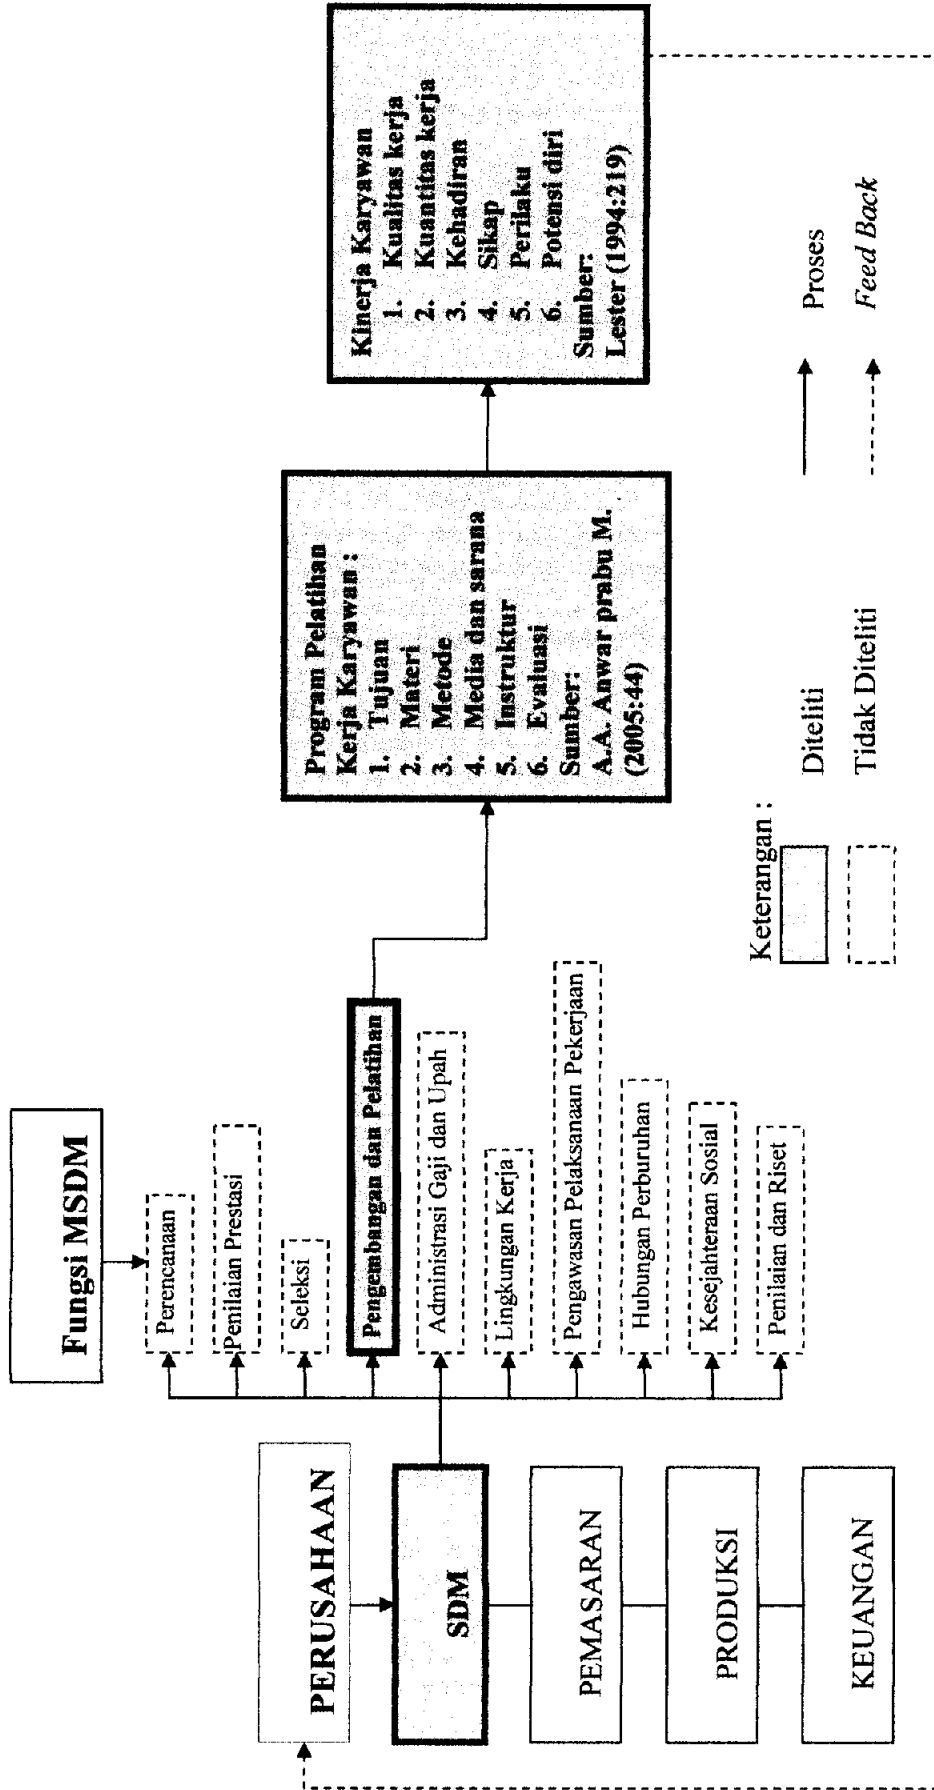 Fungsi MSDM
PERUSAHAAN
SDM
PEMASARAN
PRODUKSI
KEUANGAN
Perencanaan
Penilaian Prestasi
Seleksi
Pengembangan dan Pelatihan
Administrasi Gaji dan Upah
Lingkungan Kerja
Pengawasan Pelaksanaan Pekerjaan
Hubungan Perburuhan
Kesejahteraan Sosial
Penilaian dan Riset
Program Pelatihan
Kerja Karyawan :
1. Tujuan
2. Materi
3. Metode
4. Media dan sarana
5. Instruktur
6. Evaluasi
Sumber:
A.A. Anwar prabu M.
(2005:44)
Kinerja Karyawan
1. Kualitas kerja
2. Kuantitas kerja
3. Kehadiran
4. Sikap
5. Perilaku
6. Potensi diri
Sumber:
Lester (1994:219)
Keterangan :
Diteliti
Tidak Diteliti
Proses
Feed Back